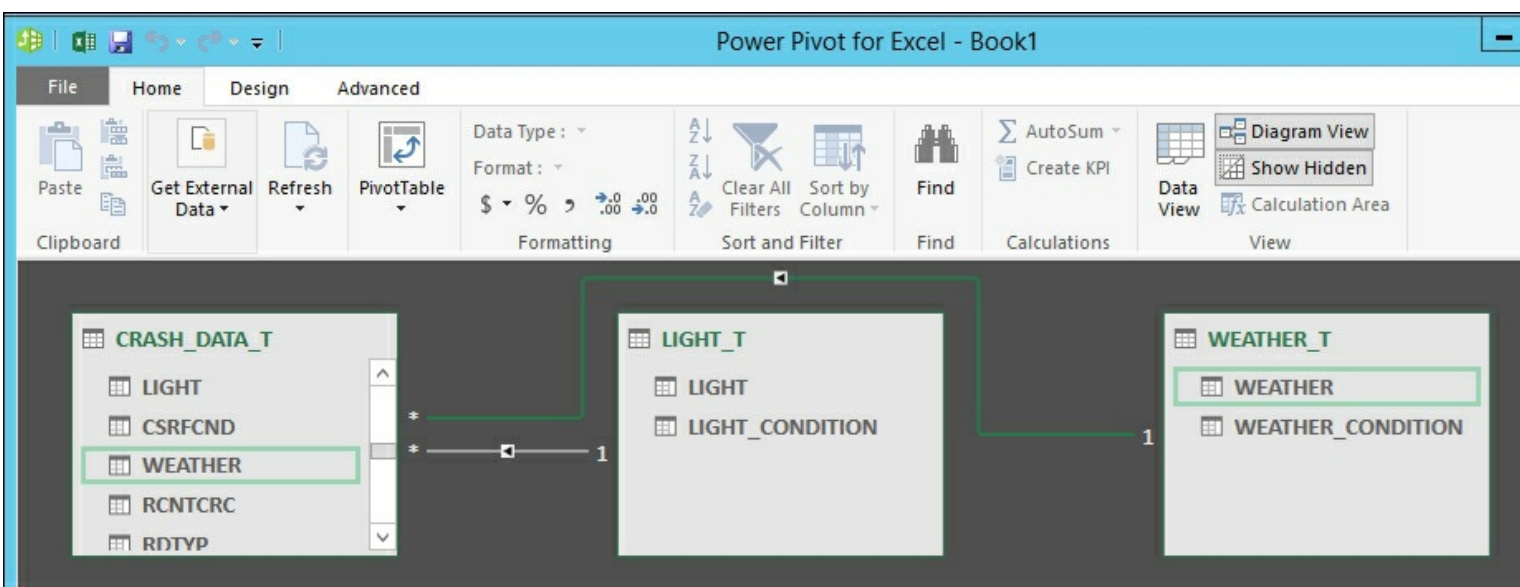 Power Pivot for Excel - Book1
File Home Design Advanced
Paste
Clipboard
Get External
Data
Refresh
PivotTable
Data Type :
Format :
$ % , .00 .0
Formatting
Clear All
Filters
Sort by
Column
Sort and Filter
Find
Find
AutoSum
Create KPI
Calculations
Data
View
Diagram View
Show Hidden
Calculation Area
View
CRASH_DATA_T
LIGHT
CSRFCND
WEATHER
RCNTCRC
RDTYP
*
* 1
LIGHT_T
LIGHT
LIGHT_CONDITION
1
WEATHER_T
WEATHER
WEATHER_CONDITION